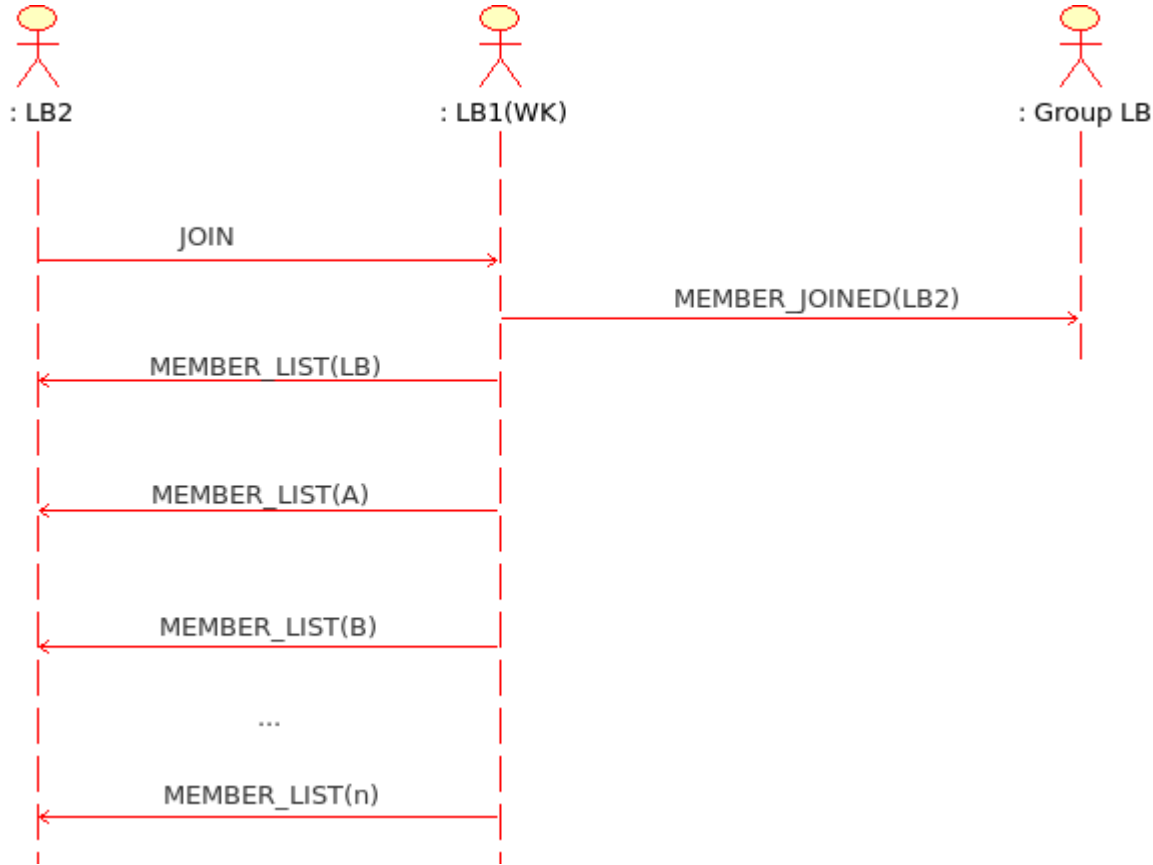 : LB2
: LB1(WK)
: Group LB
JOIN
MEMBER_JOINED(LB2)
MEMBER_LIST(LB)
MEMBER_LIST(A)
MEMBER_LIST(B)
...
MEMBER_LIST(n)